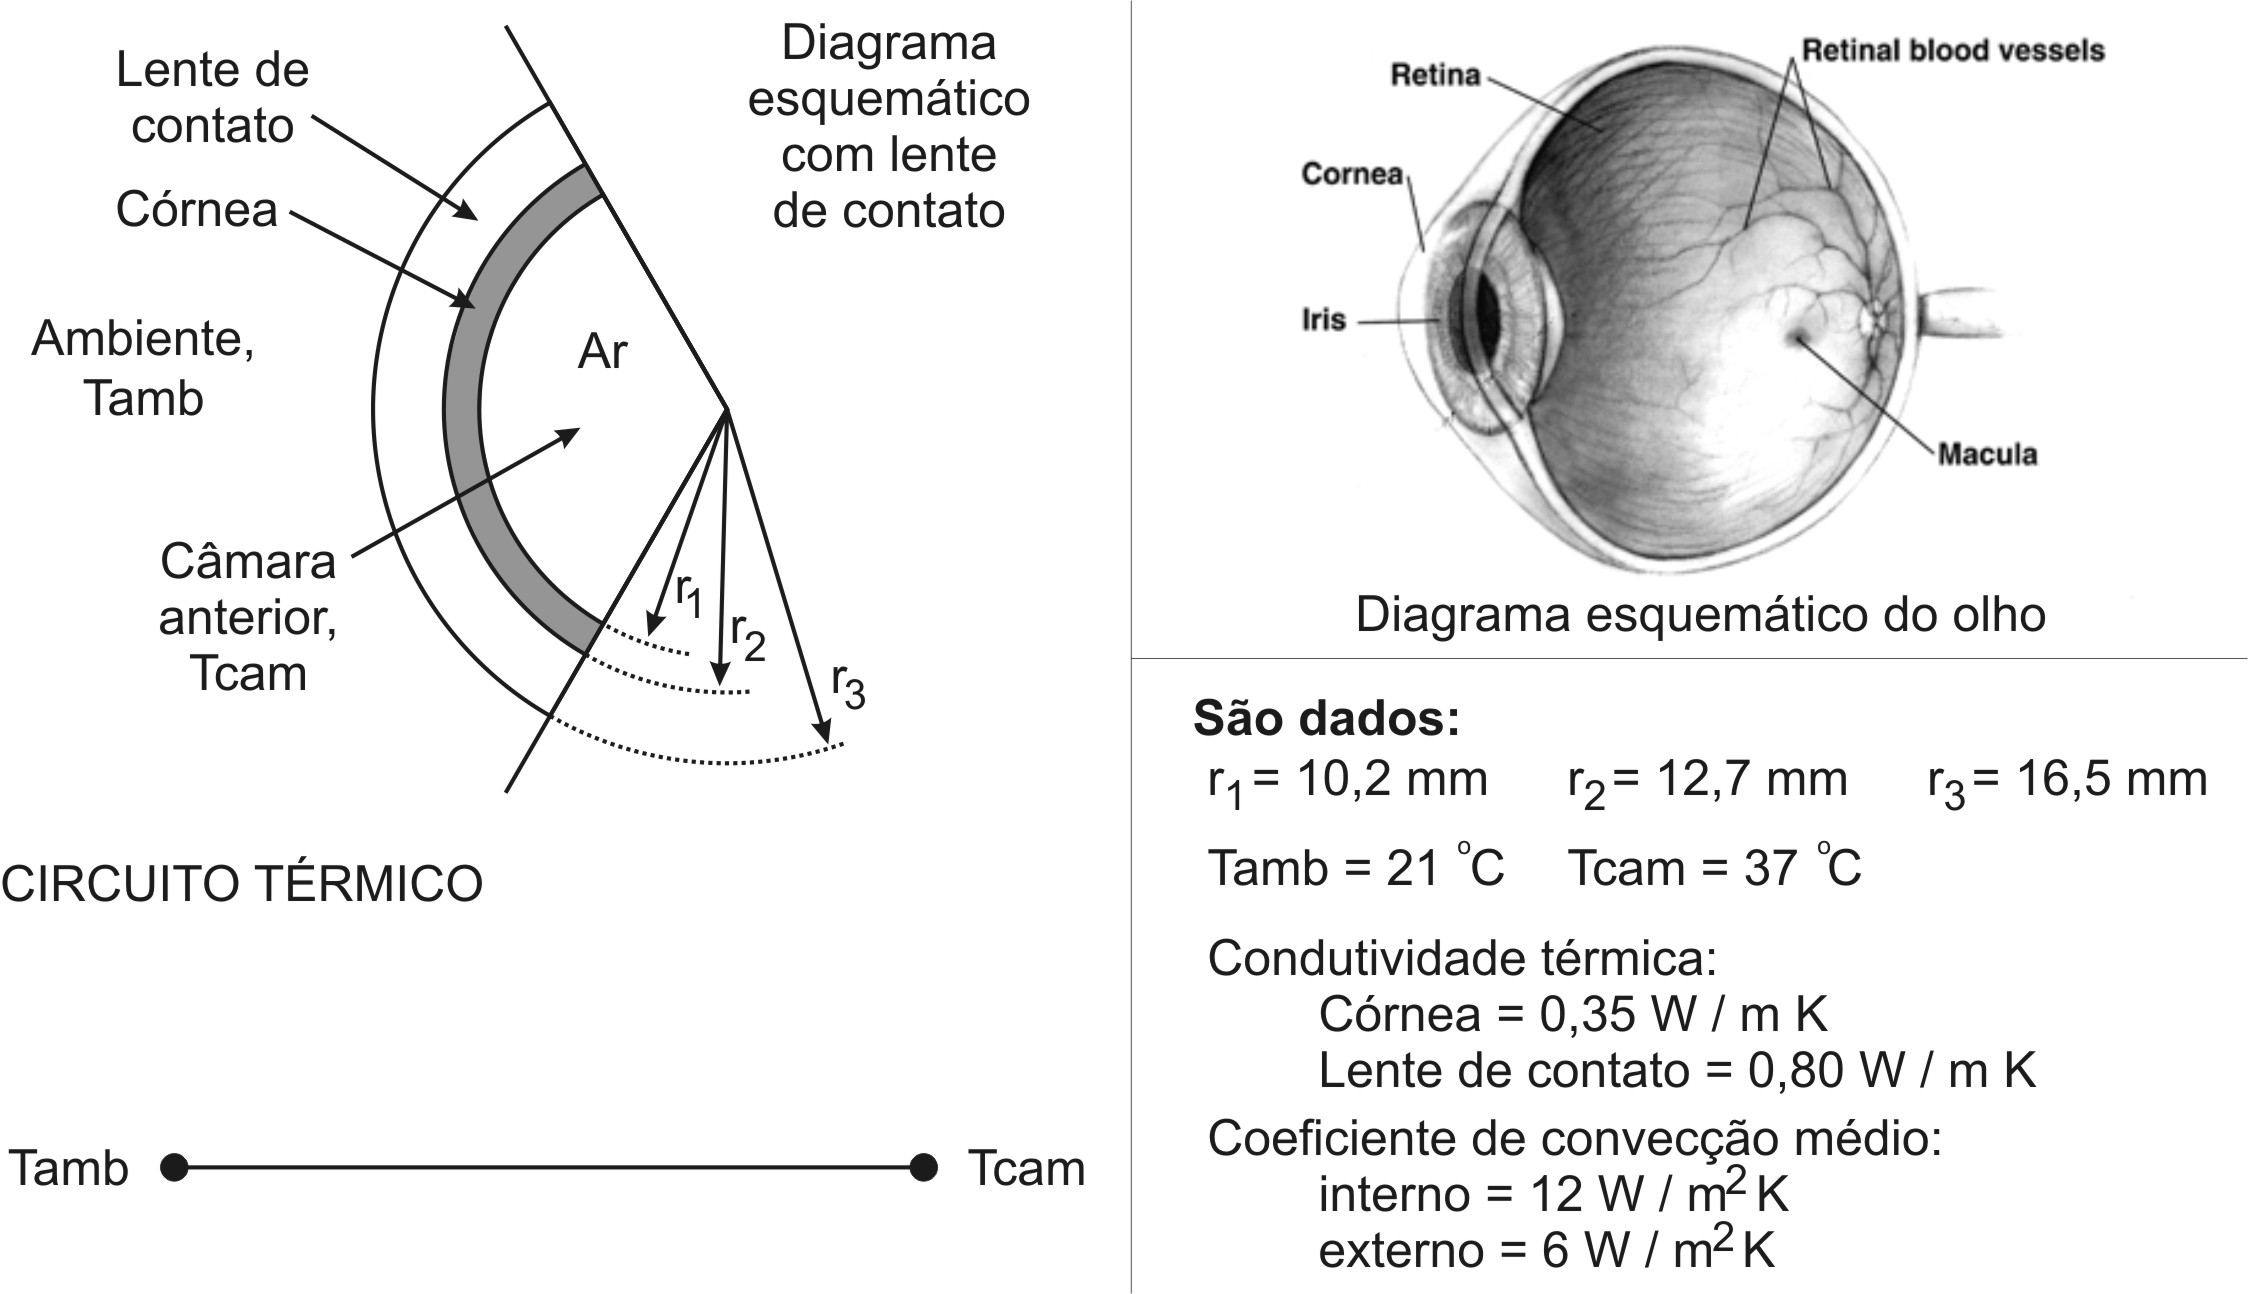 Lente de
contato
Córnea
Ambiente,
Tamb
Câmara
anterior,
Tcam
Diagrama
esquemático
com lente
de contato
Ar
r1
r2
r3
CIRCUITO TÉRMICO
Tamb
Tcam
Retina
Retinal blood vessels
Cornea
Iris
Macula
Diagrama esquemático do olho
São dados:
r1 = 10,2 mm r2 = 12,7 mm r3 = 16,5 mm
Tamb = 21 °C Tcam = 37 °C
Condutividade térmica:
Córnea = 0,35 W / m K
Lente de contato = 0,80 W / m K
Coeficiente de convecção médio:
interno = 12 W / m2 K
externo = 6 W / m2 K